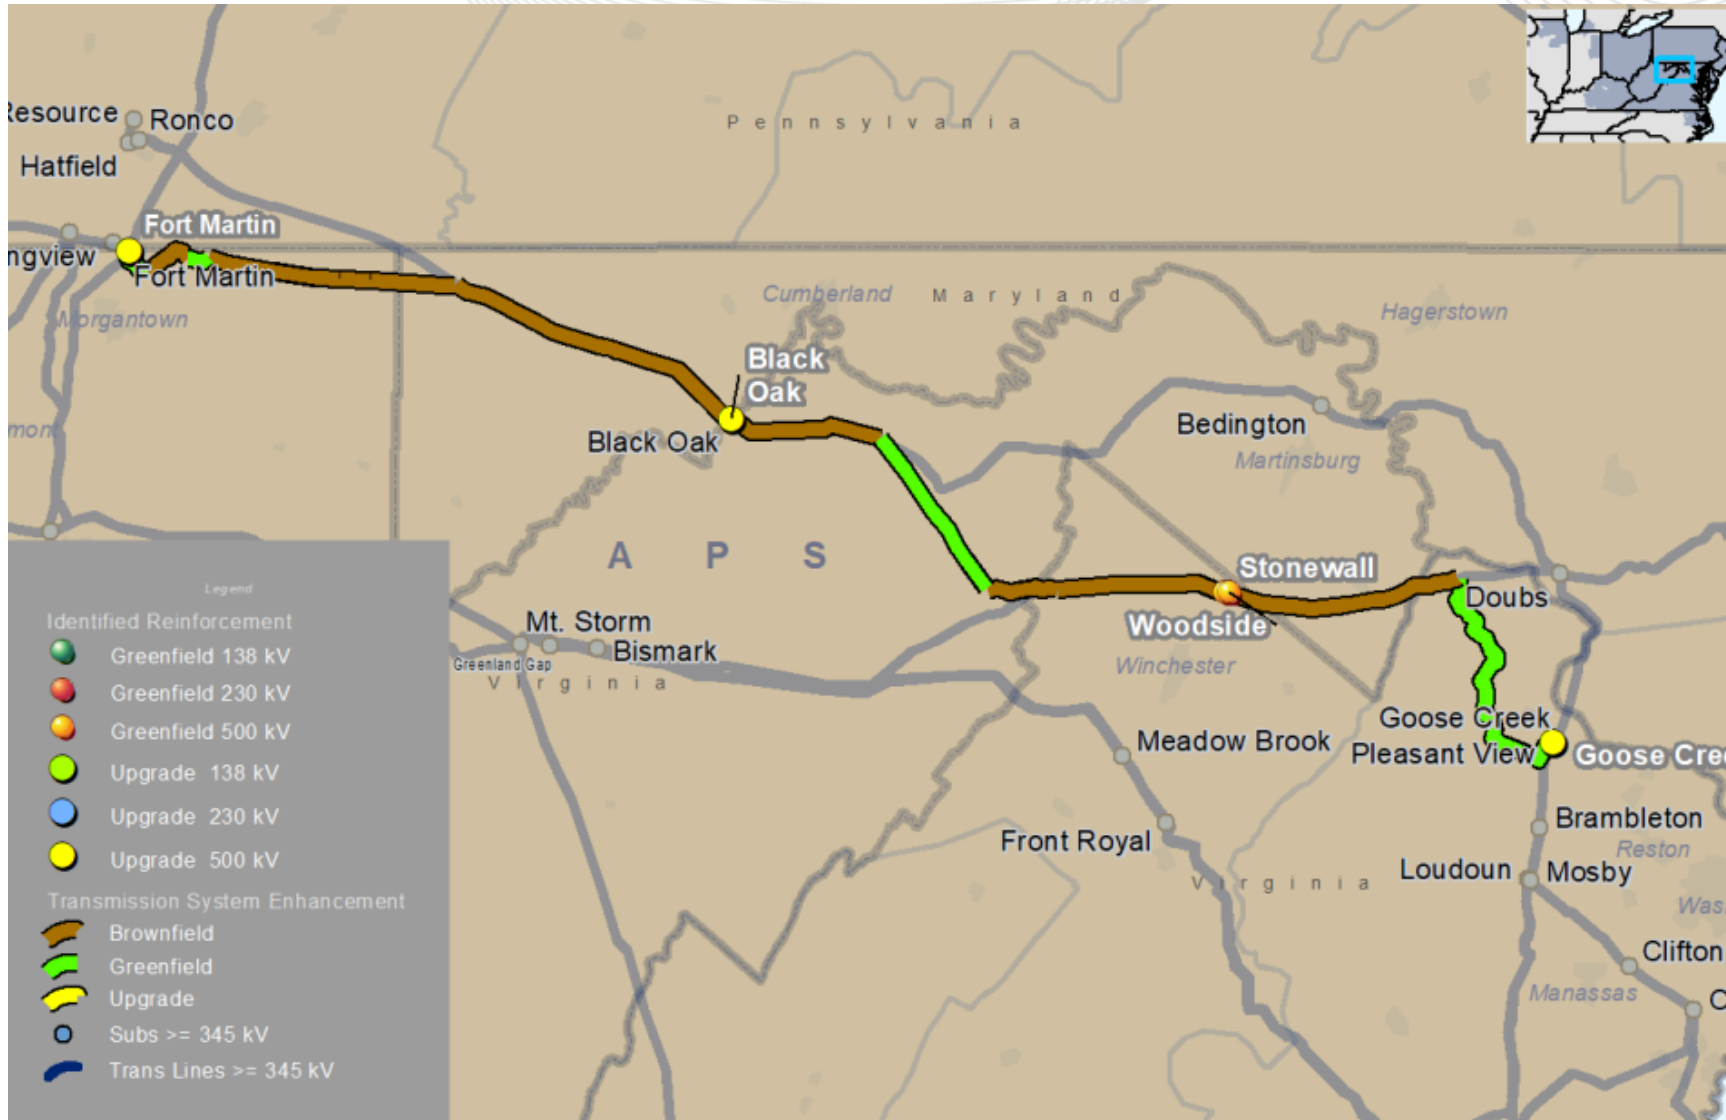 Resource
Ronco
Hatfield
Pennsylvania
Fort Martin
ngview
Fort Martin
Morgantown
Cumberland
Maryland
Hagerstown
Black
Oak
Black Oak
Bedington
Martinsburg
mont
APS
Stonewall
Doubs
Woodside
Winchester
Mt. Storm
Bismark
Greenland Gap
Virginia
Goose Creek
Pleasant View
Goose Cree
Meadow Brook
Front Royal
Brambleton
Reston
Loudoun
Mosby
Virginia
Was
Clifton
Manassas
Legend
Identified Reinforcement
Greenfield 138 kV
Greenfield 230 kV
Greenfield 500 kV
Upgrade 138 kV
Upgrade 230 kV
Upgrade 500 kV
Transmission System Enhancement
Brownfield
Greenfield
Upgrade
Subs >= 345 kV
Trans Lines >= 345 kV